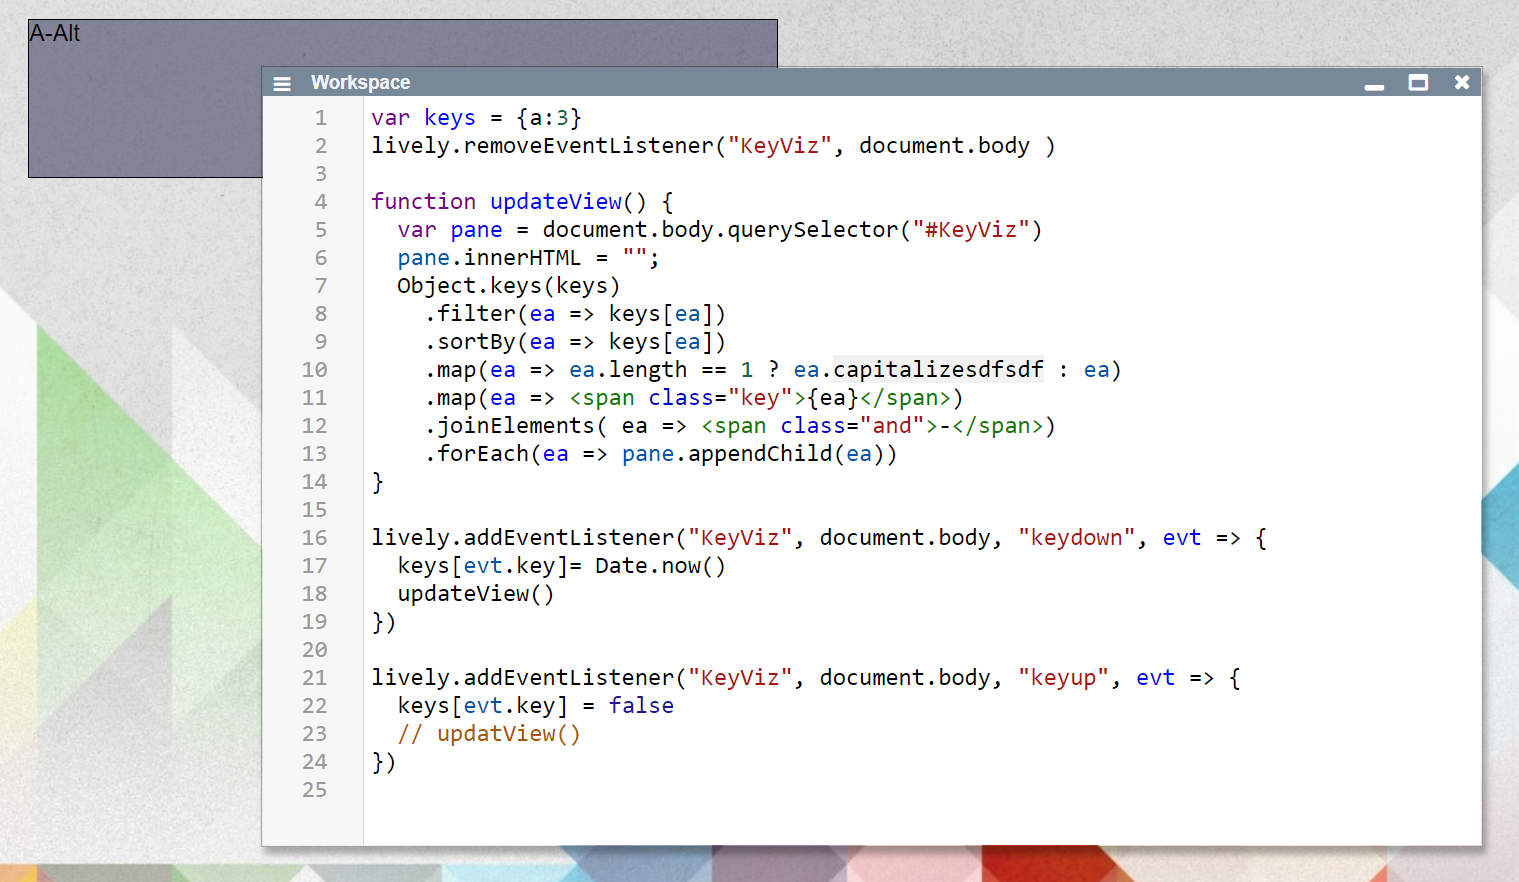 A-Alt
Workspace
1 var keys = {a:3}
2 lively.removeEventListener("KeyViz", document.body )
3
4 function updateView() {
5   var pane = document.body.querySelector("#KeyViz")
6   pane.innerHTML = "";
7   Object.keys(keys)
8     .filter(ea => keys[ea])
9     .sortBy(ea => keys[ea])
10     .map(ea => ea.length == 1 ? ea.capitalizesdfsdf : ea)
11     .map(ea => <span class="key">{ea}</span>)
12     .joinElements( ea => <span class="and">-</span>)
13     .forEach(ea => pane.appendChild(ea))
14 }
15
16 lively.addEventListener("KeyViz", document.body, "keydown", evt => {
17   keys[evt.key]= Date.now()
18   updateView()
19 })
20
21 lively.addEventListener("KeyViz", document.body, "keyup", evt => {
22   keys[evt.key] = false
23   // updatView()
24 })
25